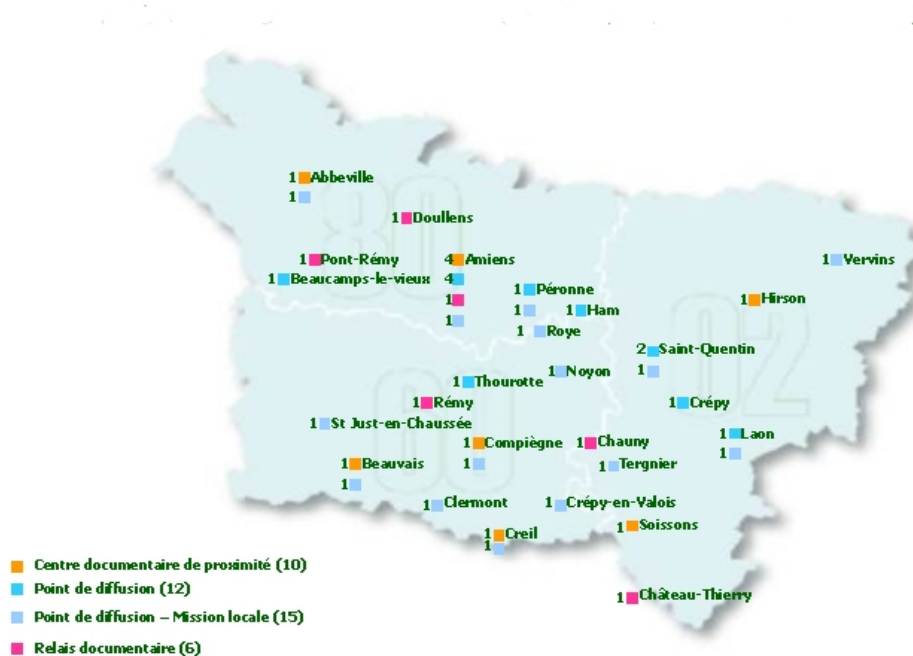 1 Abbeville
1
1 Doullens
1 Pont-Rémy
4 Amiens
1 Vervins
1 Beaucamps-le-vieux
4
1 Péronne
1
1 Hirson
1
1 Ham
1
1 Roye
2 Saint-Quentin
1
1 Noyon
1 Thourotte
1 Rémy
1 Crépy
1 St Just-en-Chaussée
1 Laon
1 Compiègne
1 Chauny
1
1 Beauvais
1
1 Tergnier
1
1 Clermont
1 Crépy-en-Valois
1 Soissons
1 Creil
1
1 Château-Thierry
80
60
02
Centre documentaire de proximité (10)
Point de diffusion (12)
Point de diffusion – Mission locale (15)
Relais documentaire (6)